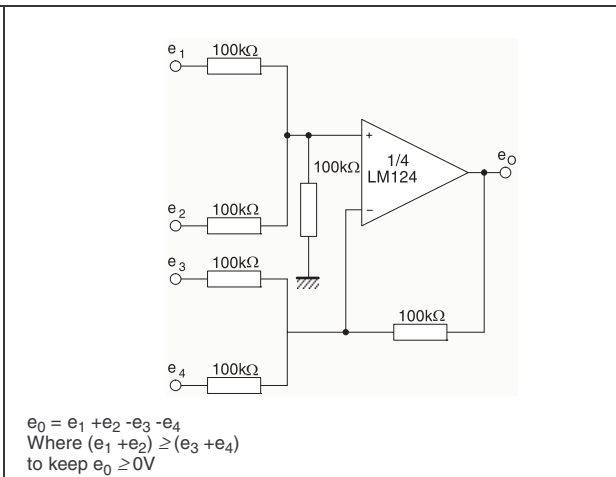 e1 100kΩ
+
1/4
LM124
eO
100kΩ
e2 100kΩ
-
e3 100kΩ
100kΩ
e4 100kΩ
e0 = e1 +e2 -e3 -e4
Where (e1 +e2) ≥ (e3 +e4)
to keep e0 ≥ 0V